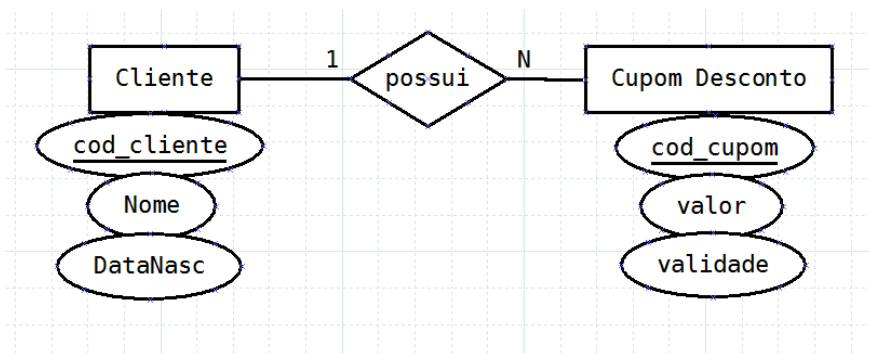 Cliente
1
possui
N
Cupom Desconto
cod_cliente
Nome
DataNasc
cod_cupom
valor
validade